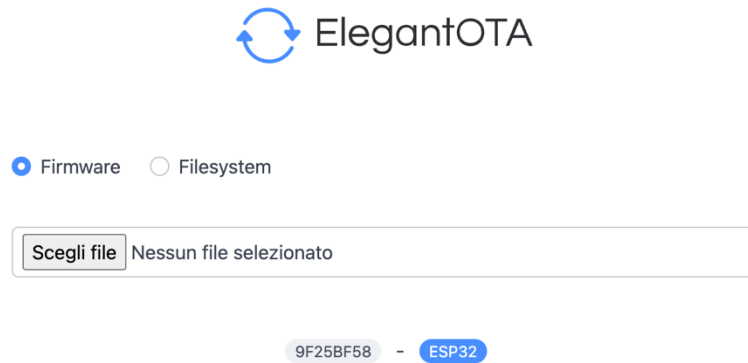 ElegantOTA
Firmware Filesystem
Scegli file Nessun file selezionato
9F25BF58 - ESP32